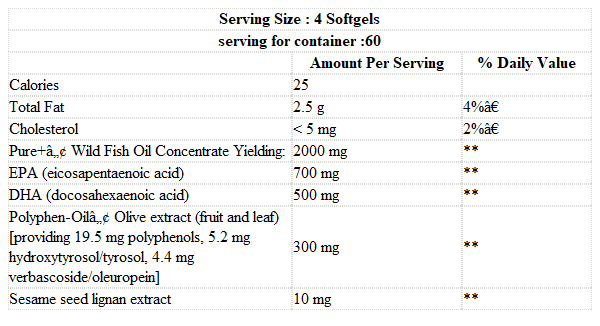 Serving Size : 4 Softgels
serving for container :60
Amount Per Serving % Daily Value
Calories 25
Total Fat 2.5 g 4%â€
Cholesterol < 5 mg 2%â€
Pure+â„¢ Wild Fish Oil Concentrate Yielding: 2000 mg **
EPA (eicosapentaenoic acid) 700 mg **
DHA (docosahexaenoic acid) 500 mg **
Polyphen-Oilâ„¢ Olive extract (fruit and leaf)
[providing 19.5 mg polyphenols, 5.2 mg
hydroxytyrosol/tyrosol, 4.4 mg
verbascoside/oleuropein] 300 mg **
Sesame seed lignan extract 10 mg **